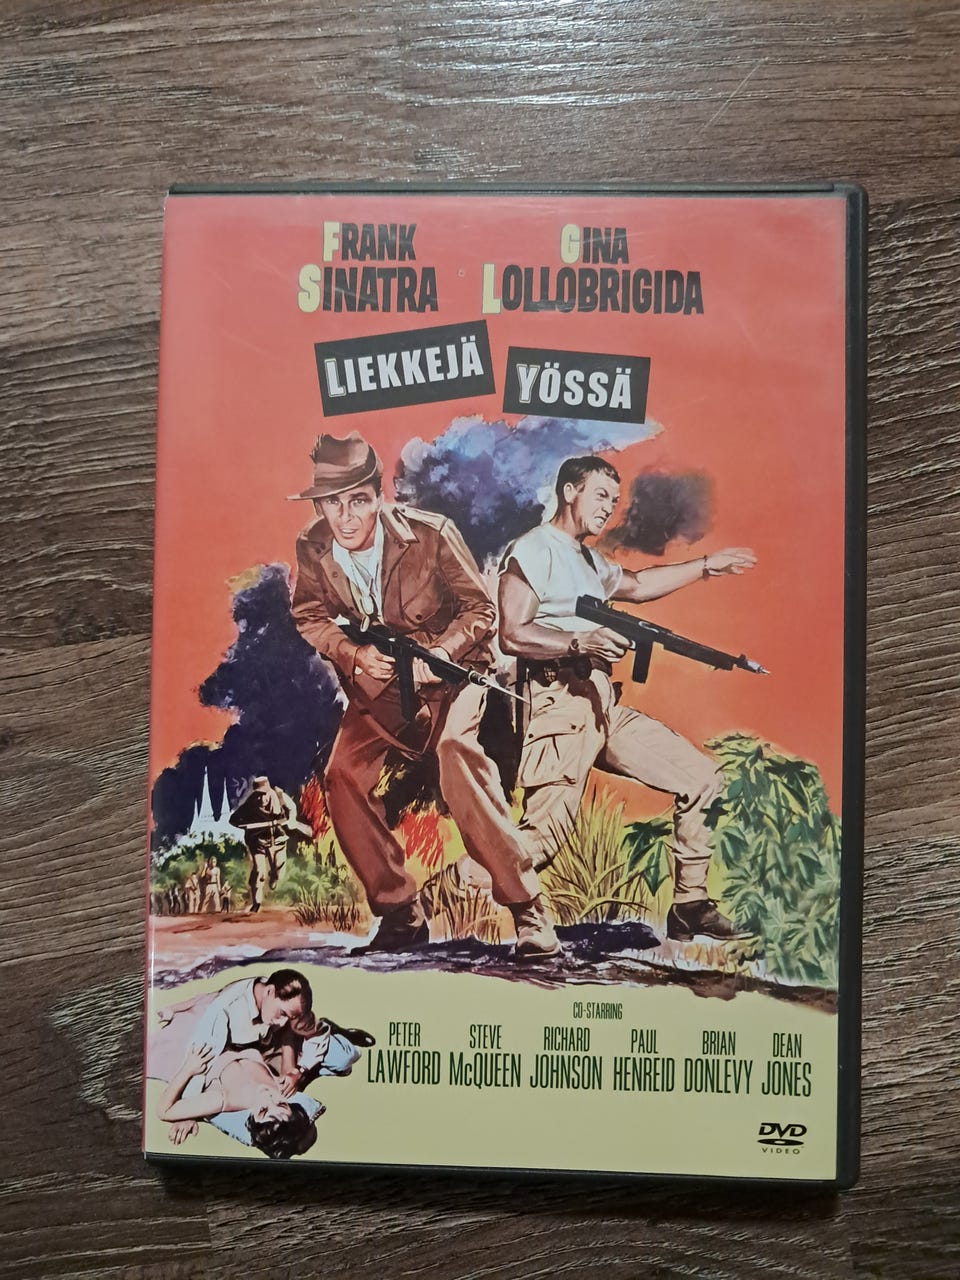 FRANK GINA
SINATRA LOLLOBRIGIDA
LIEKKEJÄ YÖSSÄ
CO-STARRING
PETER STEVE RICHARD PAUL BRIAN DEAN
LAWFORD McQUEEN JOHNSON HENREID DONLEVY JONES
DVD
VIDEO